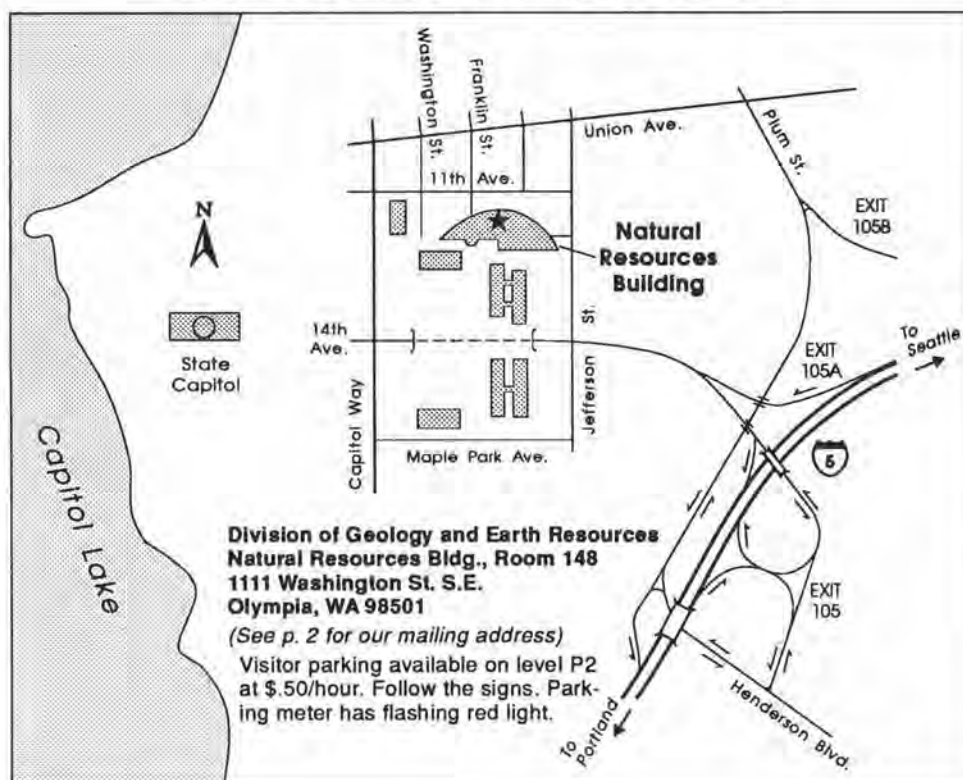 Washington St.
Franklin St.
Union Ave.
Plum St.
11th Ave.
EXIT
105B
N
Natural
Resources
Building
State
Capitol
14th
Ave.
St.
Jefferson
EXIT
105A
To
Seattle
Capitol Way
Maple Park Ave.
5
Capitol Lake
Division of Geology and Earth Resources
Natural Resources Bldg., Room 148
1111 Washington St. S.E.
Olympia, WA 98501
(See p. 2 for our mailing address)
Visitor parking available on level P2
at $.50/hour. Follow the signs. Park-
ing meter has flashing red light.
EXIT
105
Henderson Blvd.
To
Portland